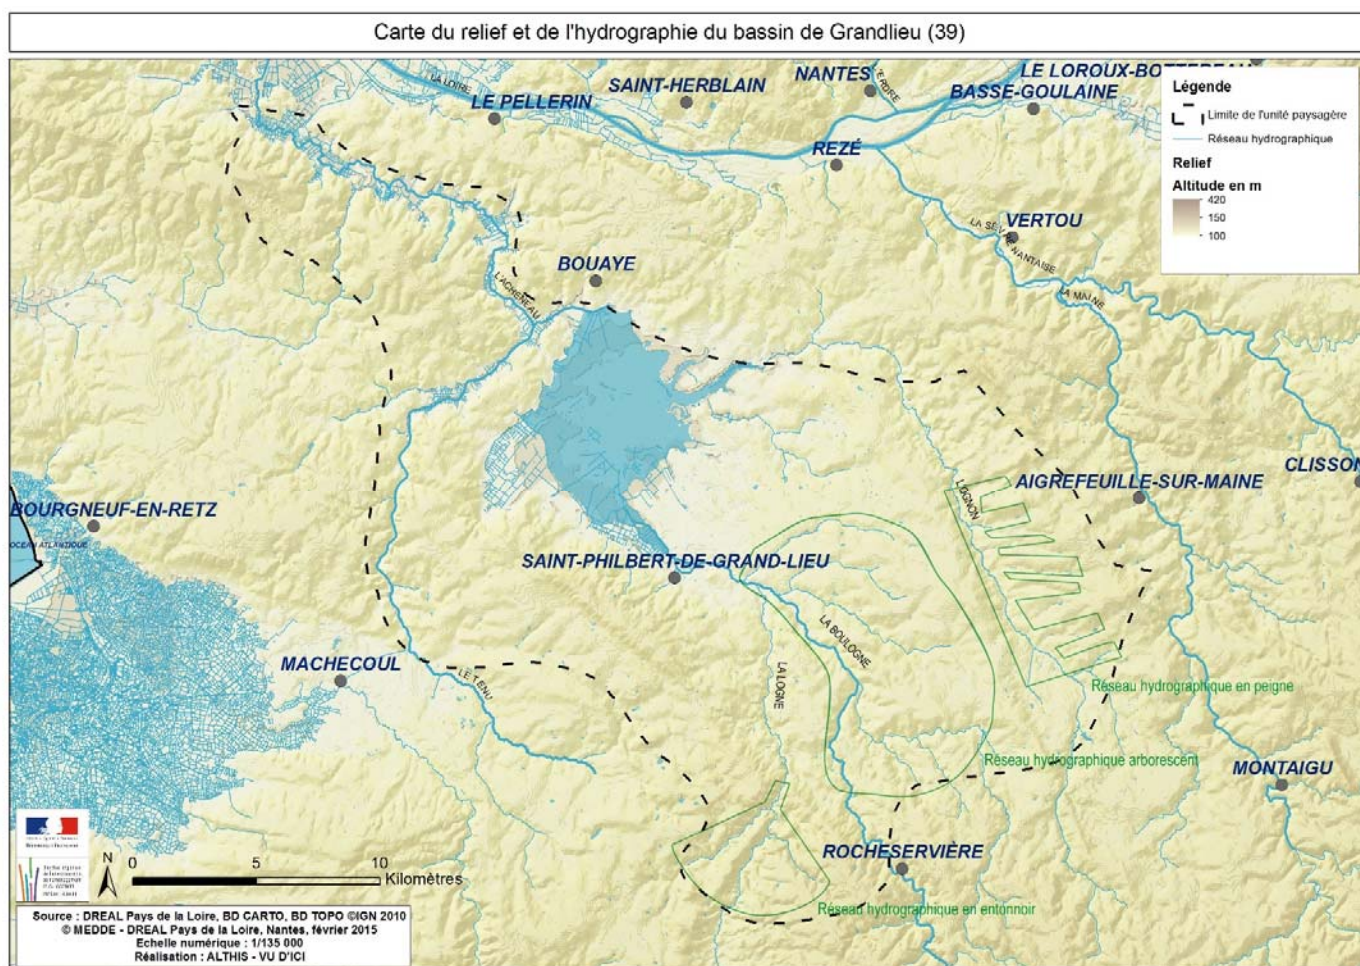 Carte du relief et de l'hydrographie du bassin de Grandlieu (39)
LA LOIRE
SAINT-HERBLAIN
NANTES
L'ERDRE
LE LOROUX-BOTTEREAU
BASSE-GOULAINE
LE PELLERIN
REZÉ
VERTOU
LA SÈVRE NANTAISE
LA MAINE
BOUAYE
L'ACHENEAU
Légende
Limite de l'unité paysagère
Réseau hydrographique
Relief
Altitude en m
420
150
100
CLISSON
AIGREFEUILLE-SUR-MAINE
L'OGNON
BOURGNEUF-EN-RETZ
OCEAN ATLANTIQUE
SAINT-PHILBERT-DE-GRAND-LIEU
LA BOULOGNE
LA LOGNE
MACHECOUL
LE TENU
Réseau hydrographique en peigne
Réseau hydrographique arborescent
MONTAIGU
ROCHESERVIÈRE
Réseau hydrographique en entonnoir
N
0 5 10
Kilomètres
Source : DREAL Pays de la Loire, BD CARTO, BD TOPO ©IGN 2010
© MEDDE - DREAL Pays de la Loire, Nantes, février 2015
Echelle numérique : 1/135 000
Réalisation : ALTHIS - VU D'ICI